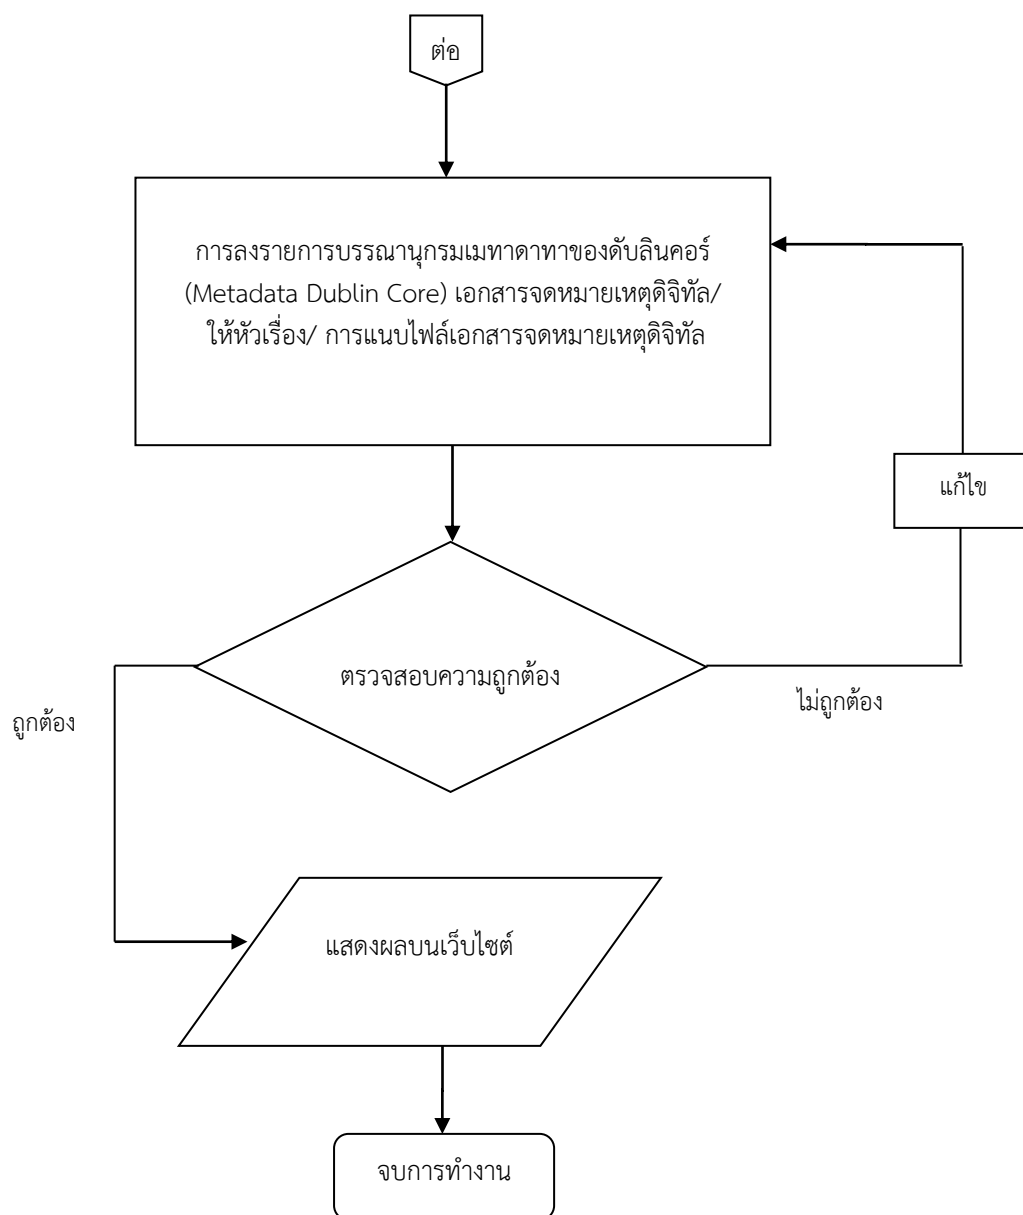 ต่อ
การลงรายการบรรณานุกรมเมทาดาทาของดับลินคอร์
(Metadata Dublin Core) เอกสารจดหมายเหตุดิจิทัล/
ให้หัวเรื่อง/ การแนบไฟล์เอกสารจดหมายเหตุดิจิทัล
แก้ไข
ตรวจสอบความถูกต้อง
ไม่ถูกต้อง
ถูกต้อง
แสดงผลบนเว็บไซต์
จบการทำงาน